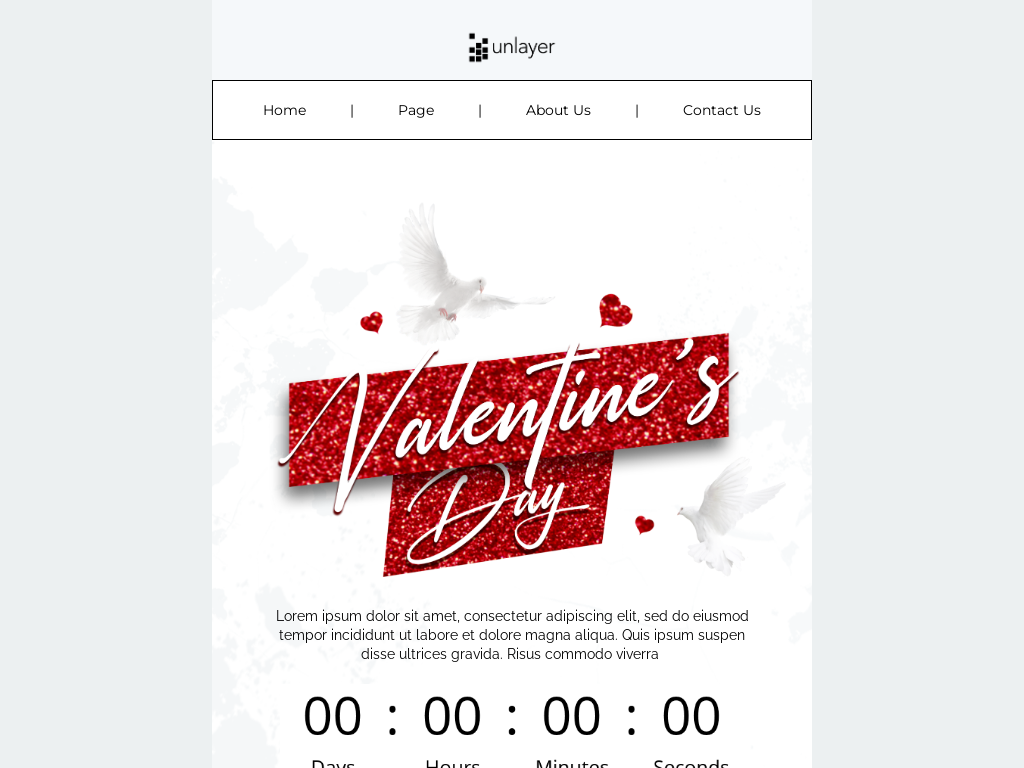 unlayer
Home | Page | About Us | Contact Us
Valentine's
Day
Lorem ipsum dolor sit amet, consectetur adipiscing elit, sed do eiusmod
tempor incididunt ut labore et dolore magna aliqua. Quis ipsum suspen
disse ultrices gravida. Risus commodo viverra
00 : 00 : 00 : 00
Days Hours Minutes Seconds